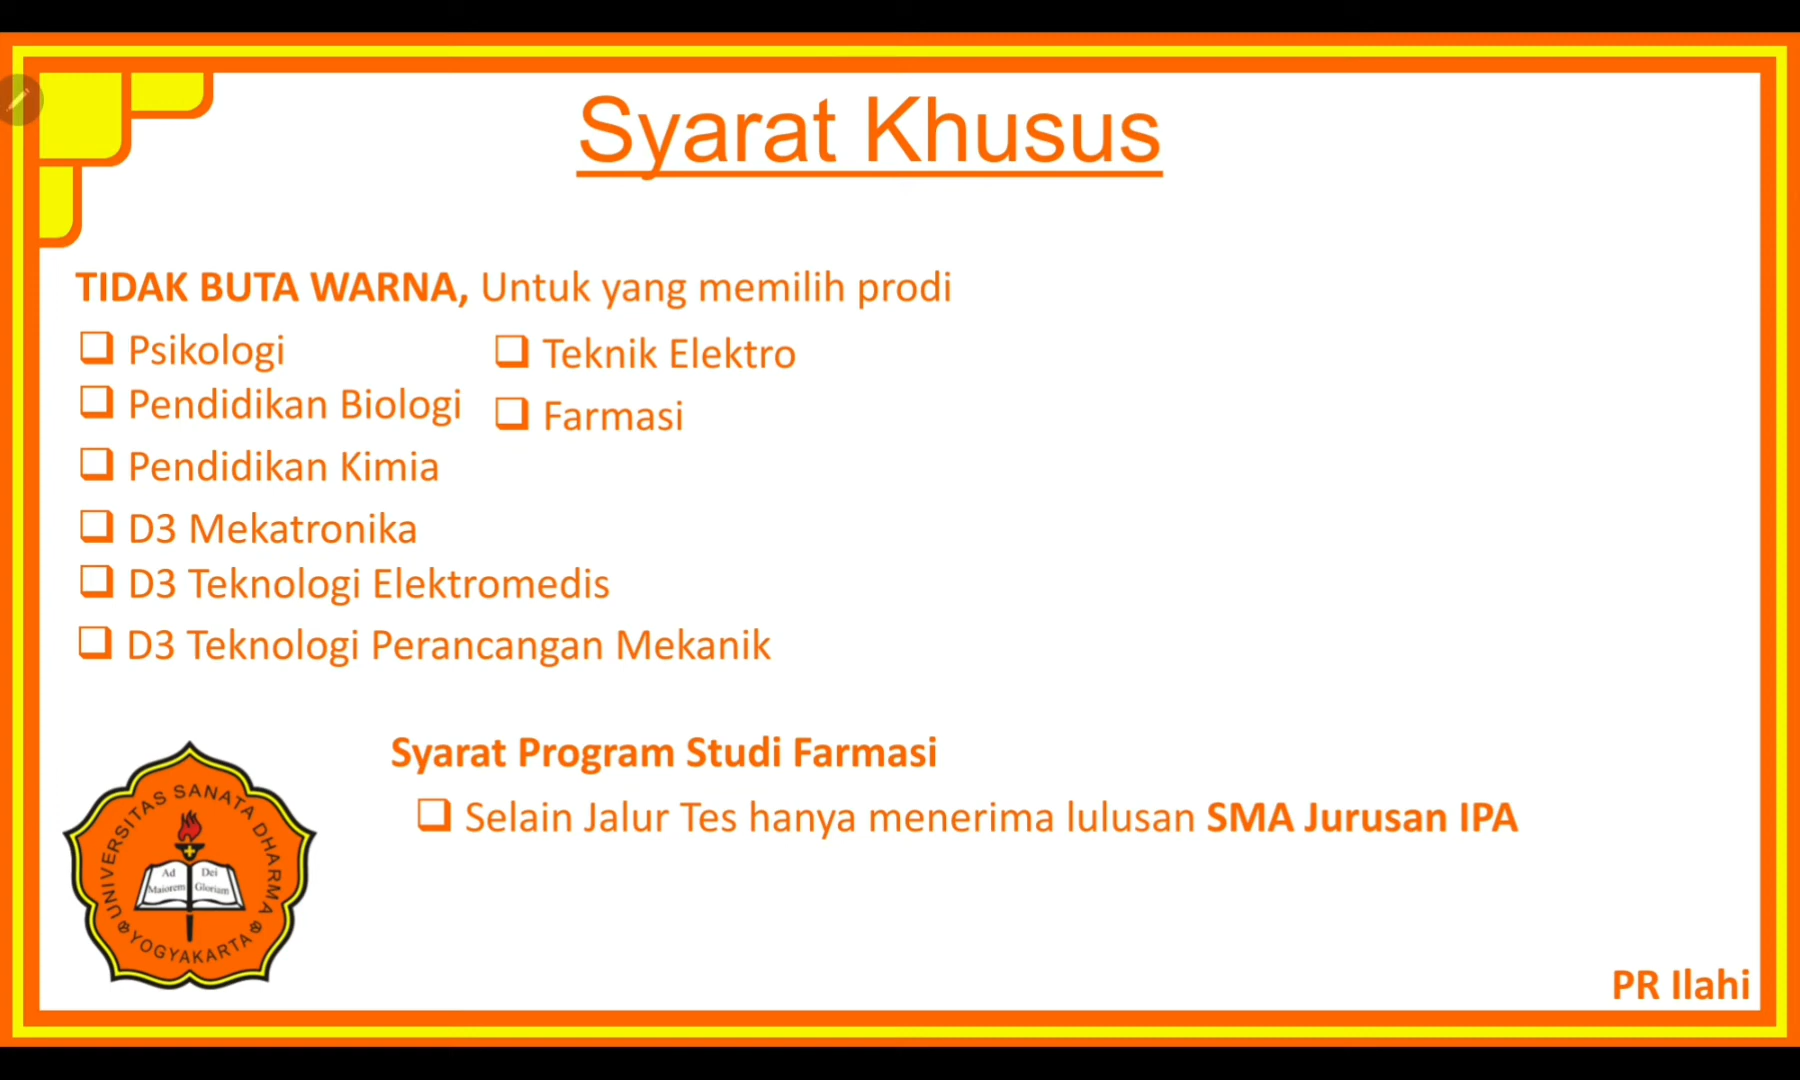 Syarat Khusus
TIDAK BUTA WARNA, Untuk yang memilih prodi
❑ Psikologi
❑ Pendidikan Biologi
❑ Pendidikan Kimia
❑ D3 Mekatronika
❑ D3 Teknologi Elektromedis
❑ D3 Teknologi Perancangan Mekanik
❑ Teknik Elektro
❑ Farmasi
Syarat Program Studi Farmasi
❑ Selain Jalur Tes hanya menerima lulusan SMA Jurusan IPA
UNIVERSITAS SANATA DHARMA
YOGYAKARTA
Ad
Maiorem
Dei
Gloriam
PR Ilahi